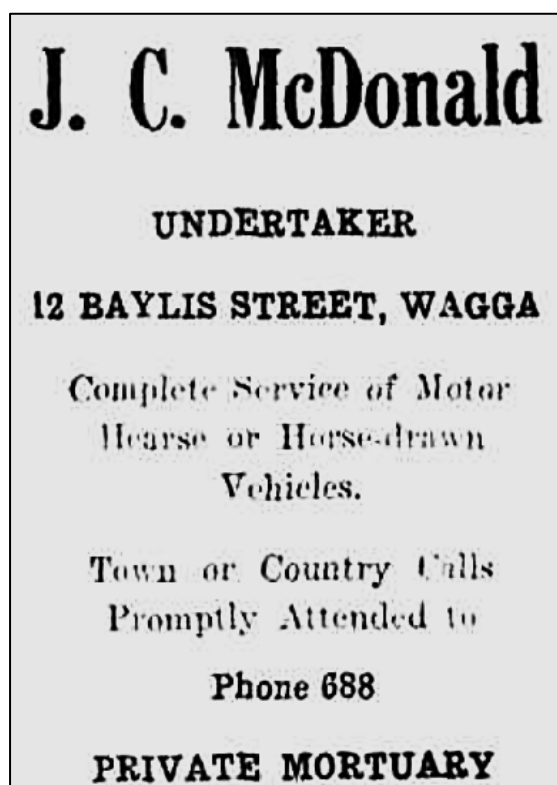 J. C. McDonald
UNDERTAKER
12 BAYLIS STREET, WAGGA
Complete Service of Motor
Hearse or Horse-drawn
Vehicles.
Town or Country Calls
Promptly Attended to
Phone 688
PRIVATE MORTUARY